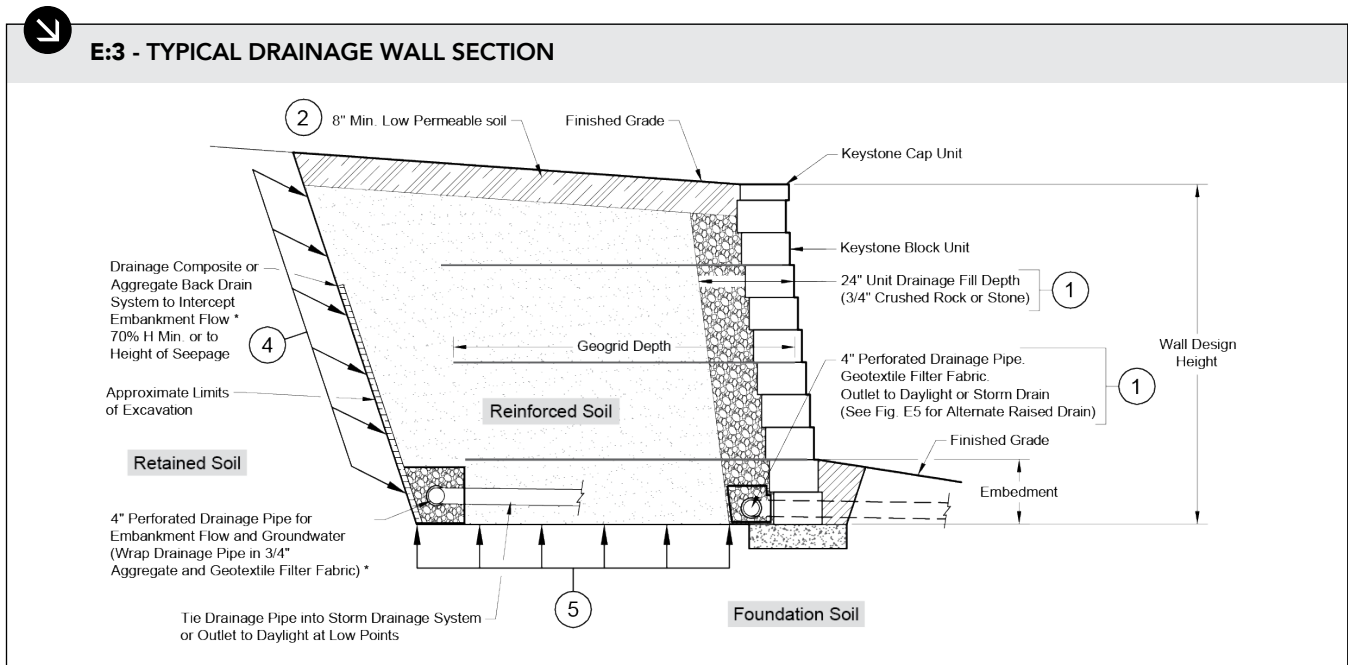 E:3 - TYPICAL DRAINAGE WALL SECTION
2
8" Min. Low Permeable soil
Finished Grade
Keystone Cap Unit
Keystone Block Unit
24" Unit Drainage Fill Depth
(3/4" Crushed Rock or Stone)
1
Drainage Composite or
Aggregate Back Drain
System to Intercept
Embankment Flow *
70% H Min. or to
Height of Seepage
4
Geogrid Depth
Wall Design
Height
4" Perforated Drainage Pipe.
Geotextile Filter Fabric.
Outlet to Daylight or Storm Drain
(See Fig. E5 for Alternate Raised Drain)
1
Approximate Limits
of Excavation
Reinforced Soil
Finished Grade
Retained Soil
Embedment
4" Perforated Drainage Pipe for
Embankment Flow and Groundwater
(Wrap Drainage Pipe in 3/4"
Aggregate and Geotextile Filter Fabric) *
5
Tie Drainage Pipe into Storm Drainage System
or Outlet to Daylight at Low Points
Foundation Soil